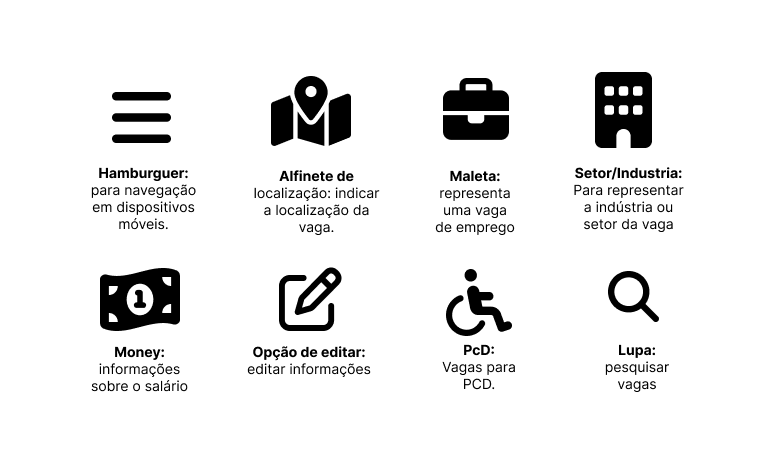 Hamburguer:
para navegação
em dispositivos
móveis.
Alfinete de
localização: indicar
a localização da
vaga.
Maleta:
representa
uma vaga
de emprego
Setor/Industria:
Para representar
a indústria ou
setor da vaga
1
Money:
informações
sobre o salário
Opção de editar:
editar informações
PcD:
Vagas para
PCD.
Lupa:
pesquisar
vagas